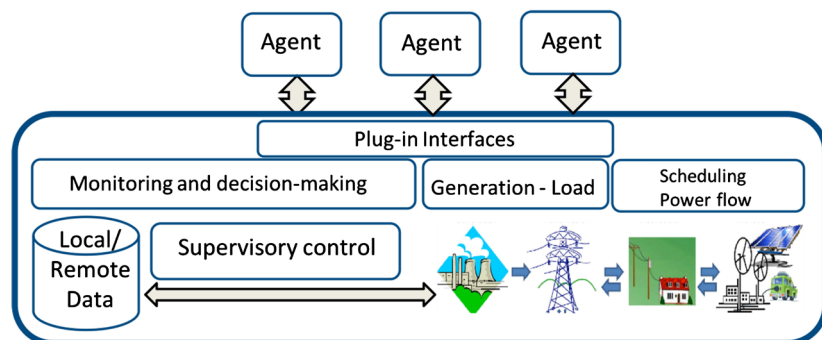 Agent
Agent
Agent
Plug-in Interfaces
Monitoring and decision-making
Generation - Load
Scheduling
Power flow
Local/
Remote
Data
Supervisory control